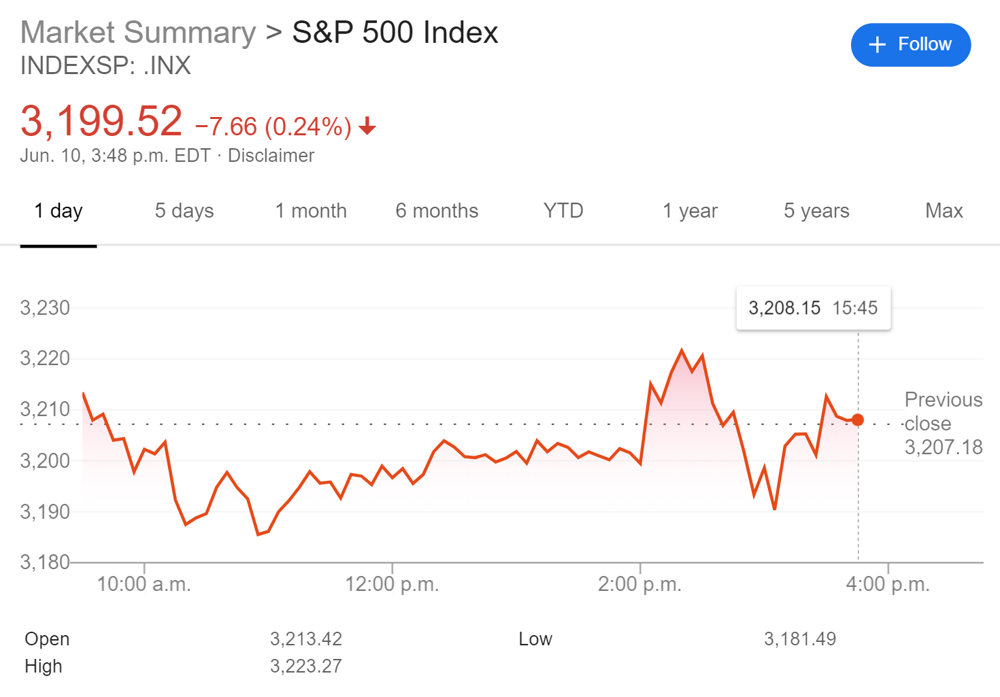 Market Summary > S&P 500 Index
INDEXSP: .INX
+ Follow
3,199.52 −7.66 (0.24%)
Jun. 10, 3:48 p.m. EDT · Disclaimer
1 day 5 days 1 month 6 months YTD 1 year 5 years Max
3,208.15 15:45
3,230
3,220
3,210
3,200
3,190
3,180
Previous
close
3,207.18
10:00 a.m. 12:00 p.m. 2:00 p.m. 4:00 p.m.
Open 3,213.42 Low 3,181.49
High 3,223.27